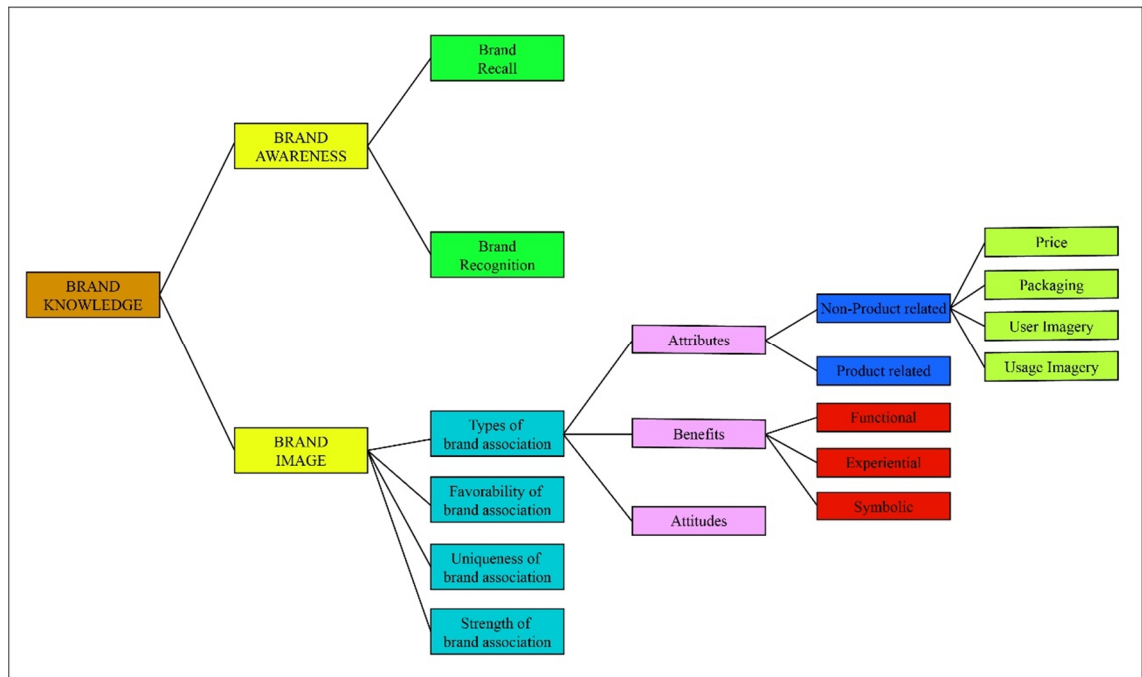 Brand
Recall
BRAND
AWARENESS
Brand
Recognition
BRAND
KNOWLEDGE
Price
Packaging
User Imagery
Usage Imagery
Non-Product related
Product related
Attributes
Types of
brand association
Benefits
Functional
Experiential
Symbolic
BRAND
IMAGE
Favorability of
brand association
Attitudes
Uniqueness of
brand association
Strength of
brand association